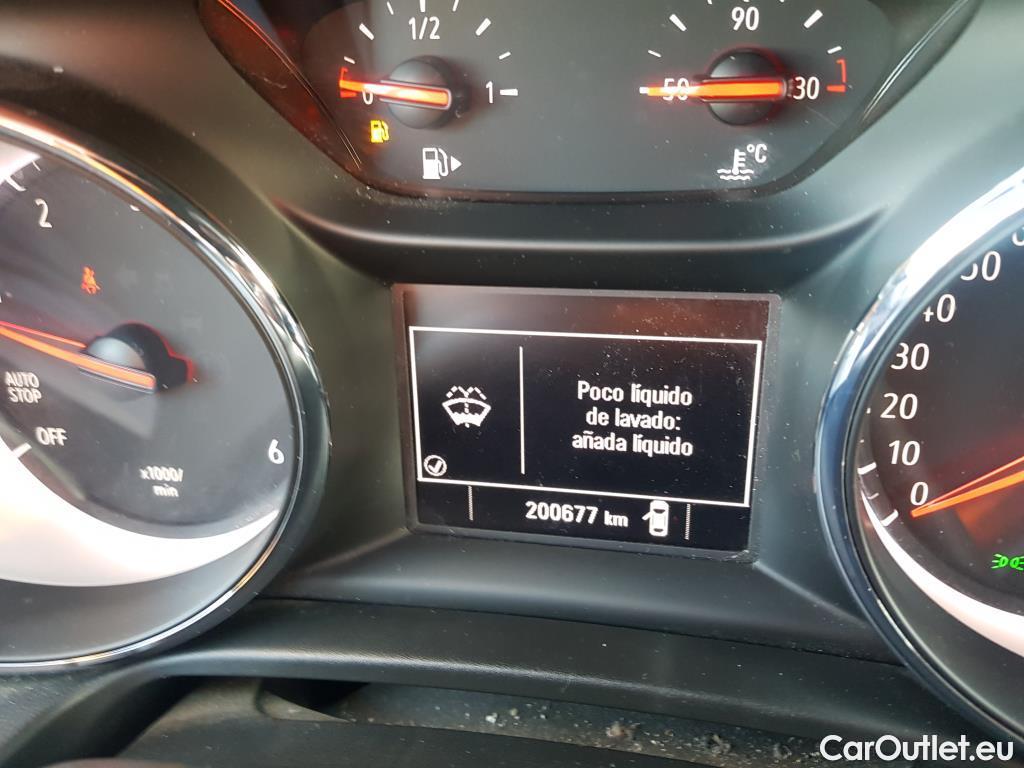 1/2
0
1
90
50
130
°C
2
AUTO
STOP
OFF
x1000/
min
6
Poco líquido
de lavado:
añada líquido
200677 km
50
40
30
20
10
0
CarOutlet.eu